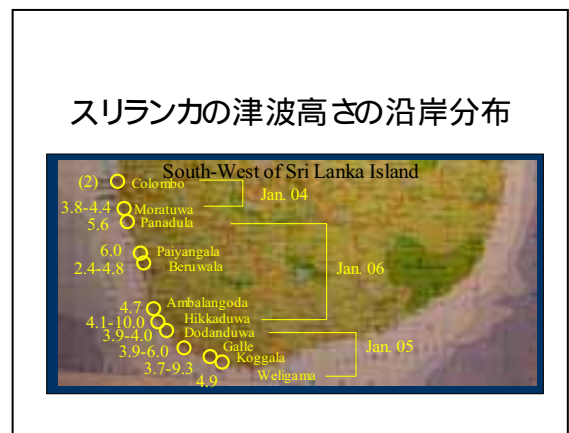 スリランカの津波高さの沿岸分布
South-West of Sri Lanka Island
(2) Colombo
Jan. 04
3.8-4.4 Moratuwa
5.6 Panadula
6.0 Paiyangala
2.4-4.8 Beruwala
Jan. 06
4.7 Ambalangoda
4.1-10.0 Hikkaduwa
3.9-4.0 Dodanduwa
3.9-6.0 Galle
Jan. 05
3.7-9.3 Koggala
4.9 Weligama